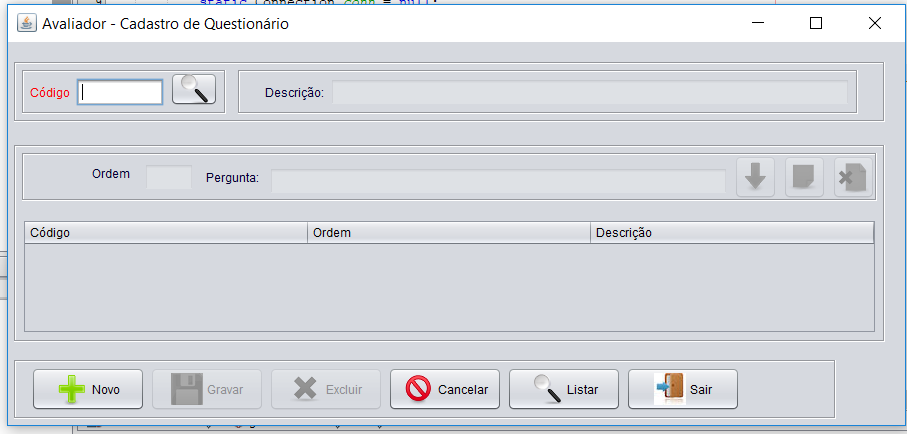 static Connection conn = null;
Avaliador - Cadastro de Questionário
Código
Descrição:
Ordem
Pergunta:
Código Ordem Descrição
Novo Gravar Excluir Cancelar Listar Sair